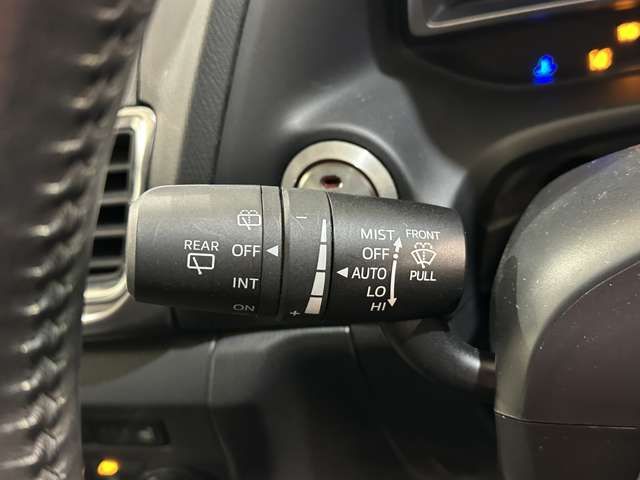 REAR
OFF
INT
ON
−
+
MIST
OFF
AUTO
LO
HI
FRONT
PULL